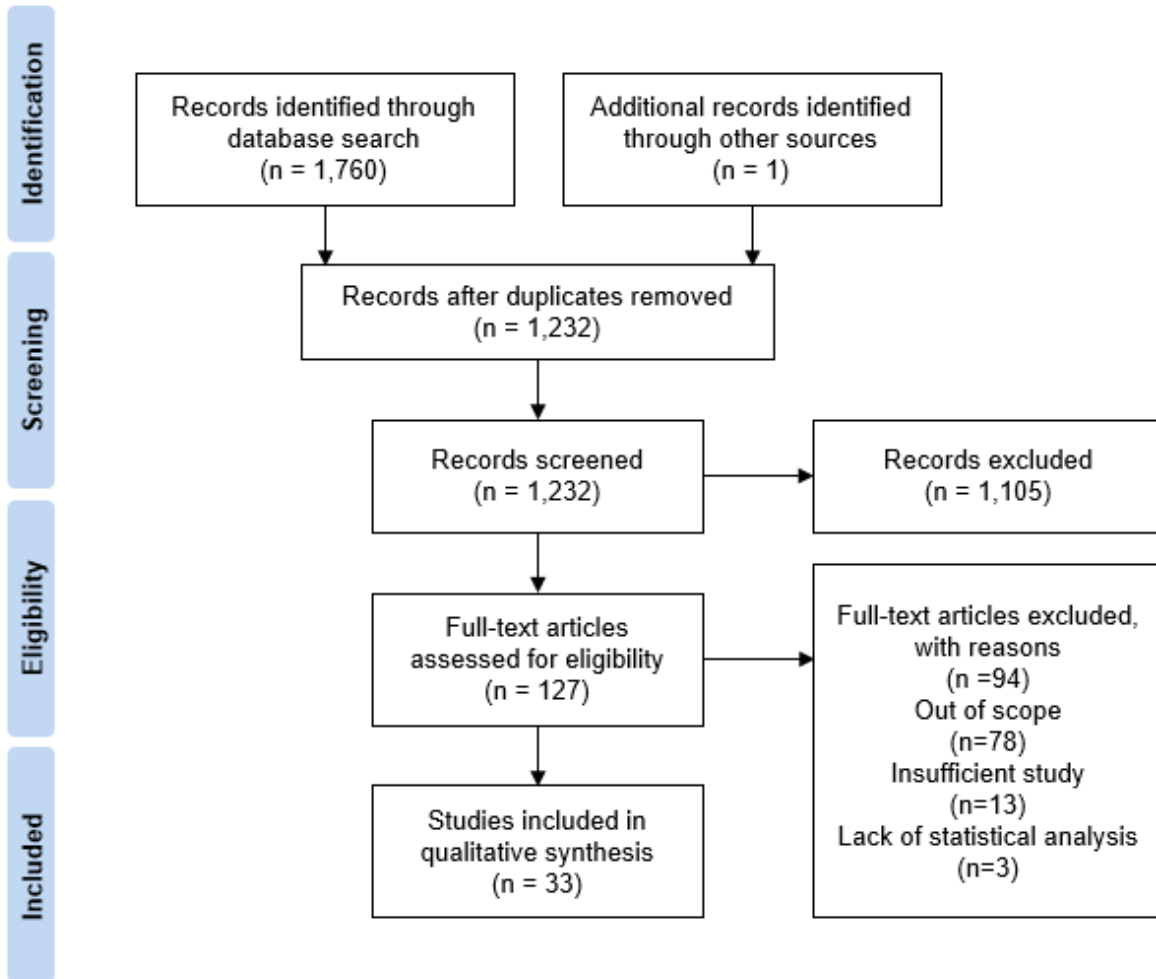 Identification
Records identified through
database search
(n = 1,760)
Additional records identified
through other sources
(n = 1)
Screening
Records after duplicates removed
(n = 1,232)
Records screened
(n = 1,232)
Records excluded
(n = 1,105)
Eligibility
Full-text articles
assessed for eligibility
(n = 127)
Full-text articles excluded,
with reasons
(n =94)
Out of scope
(n=78)
Insufficient study
(n=13)
Lack of statistical analysis
(n=3)
Included
Studies included in
qualitative synthesis
(n = 33)